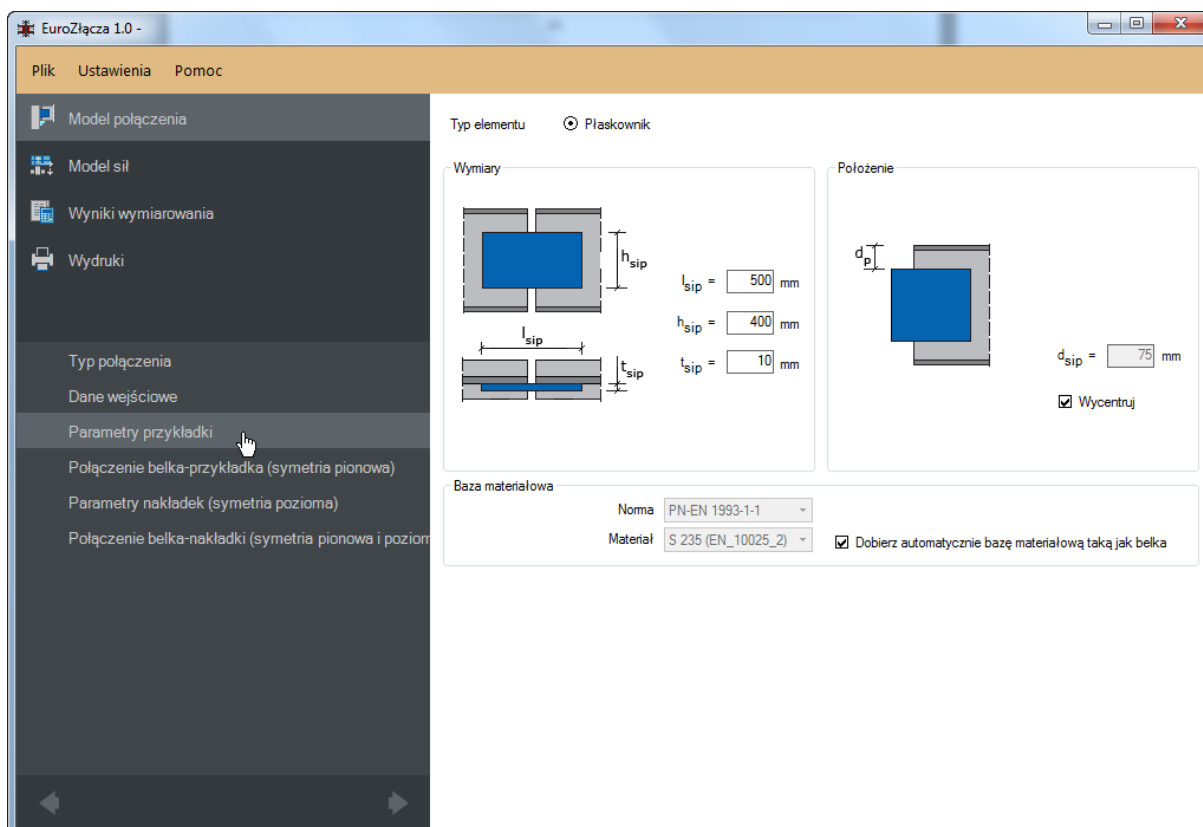 EuroZłącza 1.0 -
Plik Ustawienia Pomoc
Model połączenia
Model sił
Wyniki wymiarowania
Wydruki
Typ połączenia
Dane wejściowe
Parametry przykładki
Połączenie belka-przykładka (symetria pionowa)
Parametry nakładek (symetria pozioma)
Połączenie belka-nakładki (symetria pionowa i poziom
Typ elementu Płaskownik
Wymiary
hsip
lsip
tsip
lsip = 500 mm
hsip = 400 mm
tsip = 10 mm
Położenie
dp
dsip = 75 mm
Wycentruj
Baza materiałowa
Norma PN-EN 1993-1-1
Materiał S 235 (EN_10025_2)
Dobierz automatycznie bazę materiałową taką jak belka